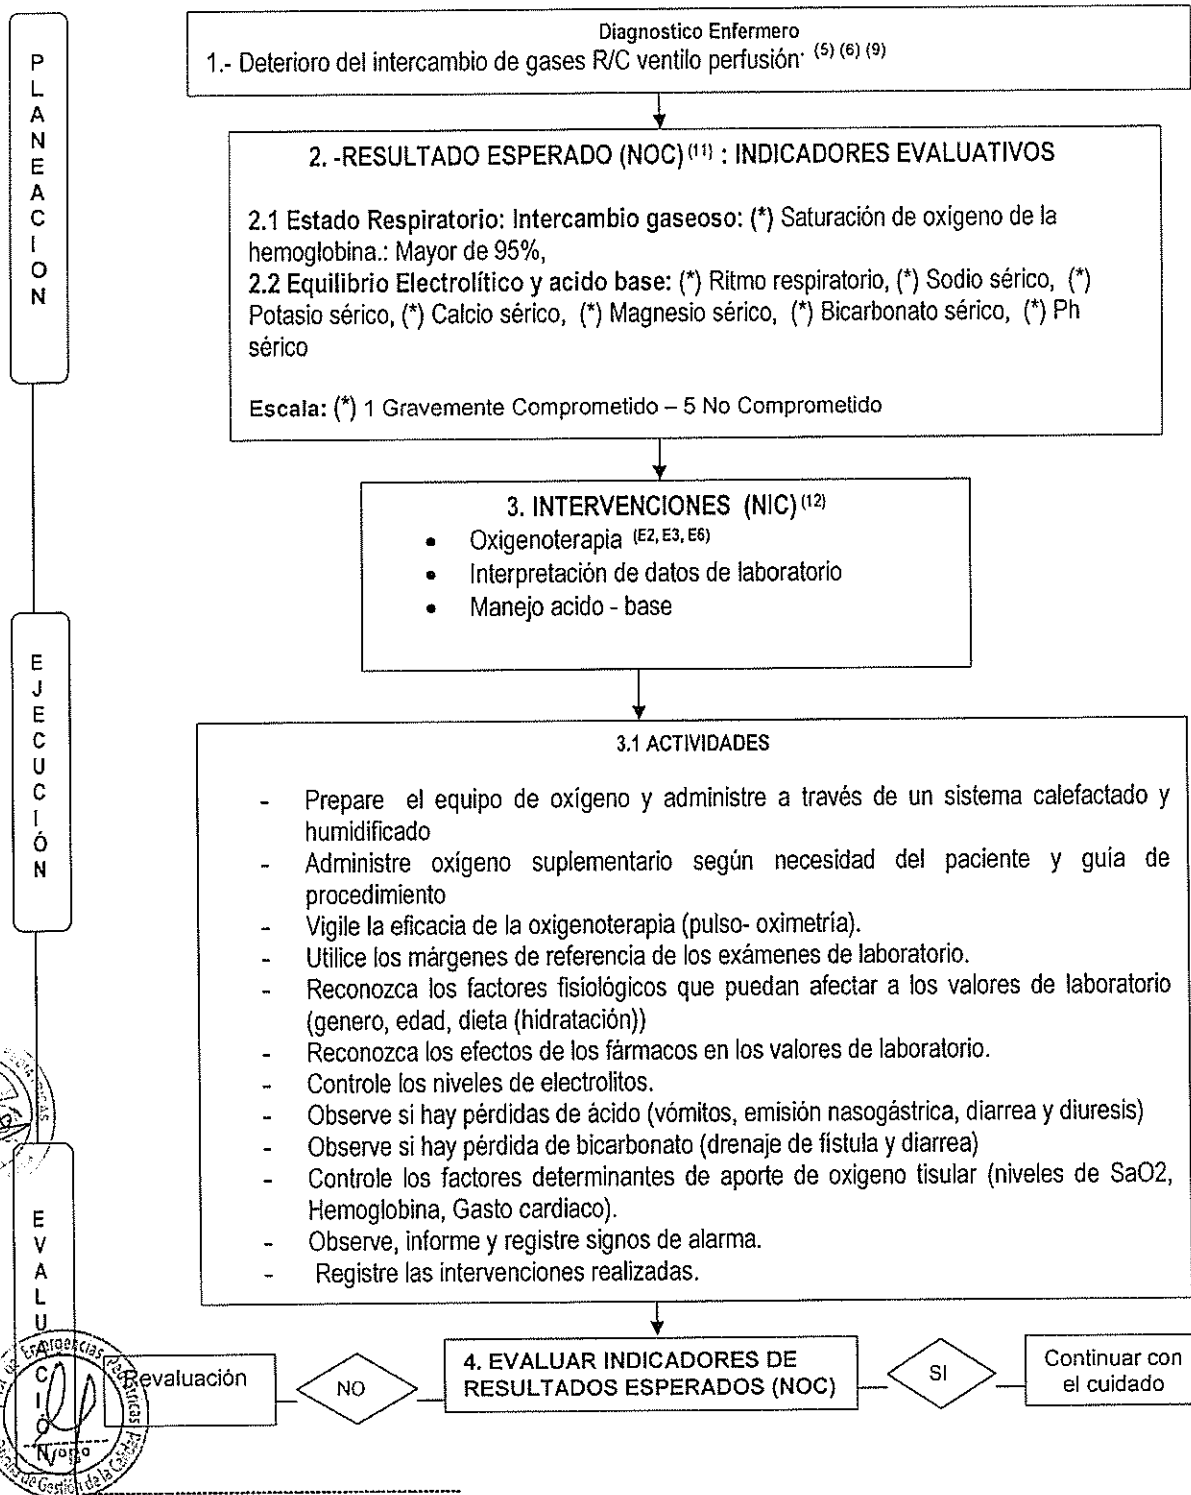 PLANEACION
Diagnostico Enfermero
1.- Deterioro del intercambio de gases R/C ventilo perfusión· (5) (6) (9)
2. -RESULTADO ESPERADO (NOC) (11) : INDICADORES EVALUATIVOS
2.1 Estado Respiratorio: Intercambio gaseoso: (*) Saturación de oxígeno de la
hemoglobina.: Mayor de 95%,
2.2 Equilibrio Electrolítico y acido base: (*) Ritmo respiratorio, (*) Sodio sérico, (*)
Potasio sérico, (*) Calcio sérico, (*) Magnesio sérico, (*) Bicarbonato sérico, (*) Ph
sérico
Escala: (*) 1 Gravemente Comprometido – 5 No Comprometido
EJECUCIÓN
3. INTERVENCIONES (NIC) (12)
• Oxigenoterapia (E2, E3, E6)
• Interpretación de datos de laboratorio
• Manejo acido - base
3.1 ACTIVIDADES
- Prepare el equipo de oxígeno y administre a través de un sistema calefactado y
humidificado
- Administre oxígeno suplementario según necesidad del paciente y guía de
procedimiento
- Vigile la eficacia de la oxigenoterapia (pulso- oximetría).
- Utilice los márgenes de referencia de los exámenes de laboratorio.
- Reconozca los factores fisiológicos que puedan afectar a los valores de laboratorio
(genero, edad, dieta (hidratación))
- Reconozca los efectos de los fármacos en los valores de laboratorio.
- Controle los niveles de electrolitos.
- Observe si hay pérdidas de ácido (vómitos, emisión nasogástrica, diarrea y diuresis)
- Observe si hay pérdida de bicarbonato (drenaje de fístula y diarrea)
- Controle los factores determinantes de aporte de oxigeno tisular (niveles de SaO2,
Hemoglobina, Gasto cardiaco).
- Observe, informe y registre signos de alarma.
- Registre las intervenciones realizadas.
EVALUACIÓN
Revaluación
NO
4. EVALUAR INDICADORES DE
RESULTADOS ESPERADOS (NOC)
SI
Continuar con
el cuidado
de Emergencias
de Gestión de la Calidad
VºBº